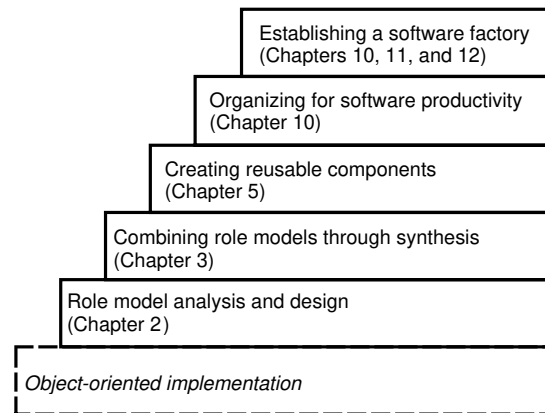 Establishing a software factory
(Chapters 10, 11, and 12)
Organizing for software productivity
(Chapter 10)
Creating reusable components
(Chapter 5)
Combining role models through synthesis
(Chapter 3)
Role model analysis and design
(Chapter 2)
Object-oriented implementation